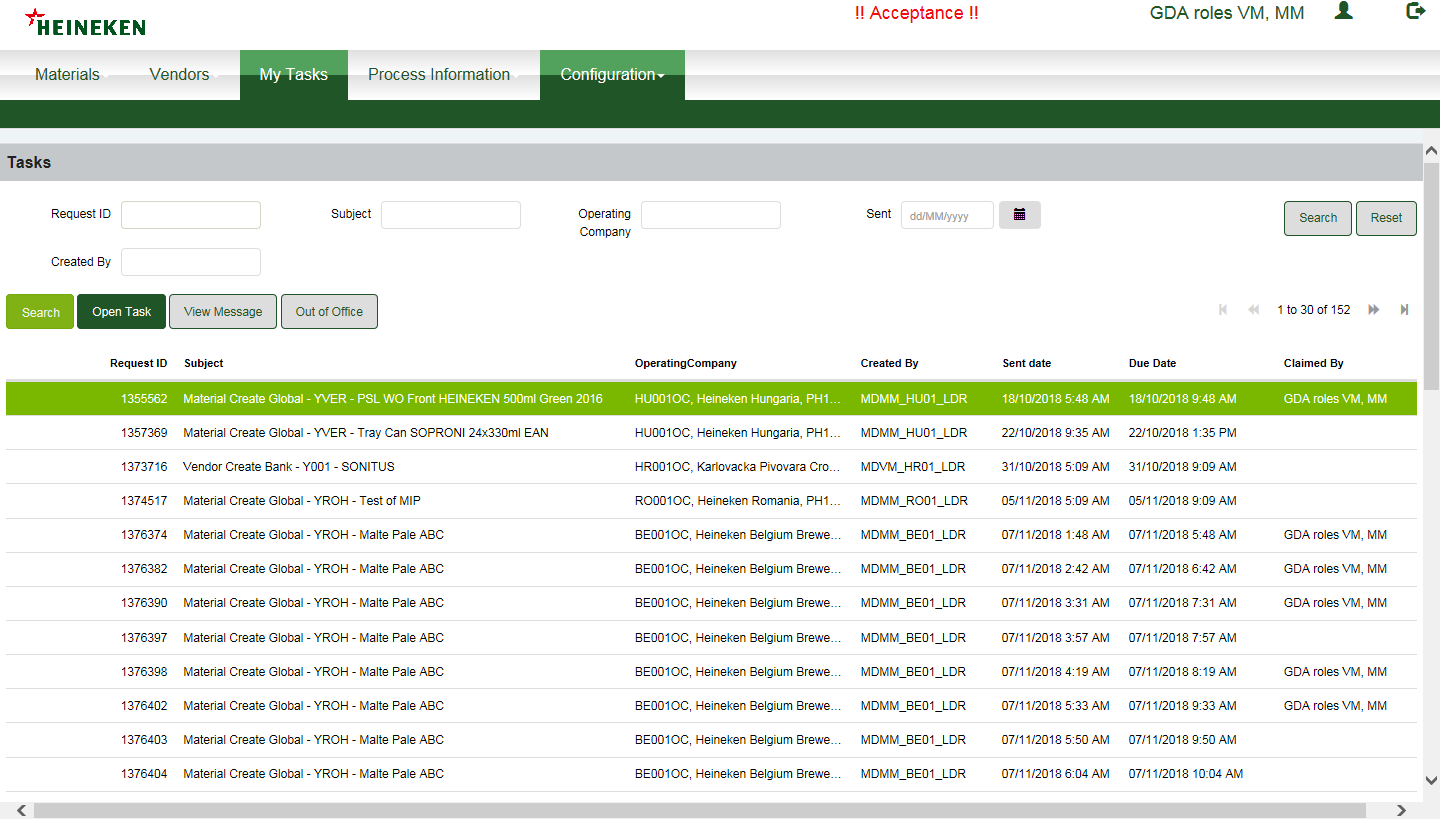 HEINEKEN
!! Acceptance !!
GDA roles VM, MM
Materials Vendors My Tasks Process Information Configuration
Tasks
Request ID Subject Operating Company Sent dd/MM/yyyy Search Reset
Created By
Search Open Task View Message Out of Office 1 to 30 of 152
Request ID Subject OperatingCompany Created By Sent date Due Date Claimed By
1355562 Material Create Global - YVER - PSL WO Front HEINEKEN 500ml Green 2016 HU001OC, Heineken Hungaria, PH1... MDMM_HU01_LDR 18/10/2018 5:48 AM 18/10/2018 9:48 AM GDA roles VM, MM
1357369 Material Create Global - YVER - Tray Can SOPRONI 24x330ml EAN HU001OC, Heineken Hungaria, PH1... MDMM_HU01_LDR 22/10/2018 9:35 AM 22/10/2018 1:35 PM
1373716 Vendor Create Bank - Y001 - SONITUS HR001OC, Karlovacka Pivovara Cro... MDVM_HR01_LDR 31/10/2018 5:09 AM 31/10/2018 9:09 AM
1374517 Material Create Global - YROH - Test of MIP RO001OC, Heineken Romania, PH1... MDMM_RO01_LDR 05/11/2018 5:09 AM 05/11/2018 9:09 AM
1376374 Material Create Global - YROH - Malte Pale ABC BE001OC, Heineken Belgium Brewe... MDMM_BE01_LDR 07/11/2018 1:48 AM 07/11/2018 5:48 AM GDA roles VM, MM
1376382 Material Create Global - YROH - Malte Pale ABC BE001OC, Heineken Belgium Brewe... MDMM_BE01_LDR 07/11/2018 2:42 AM 07/11/2018 6:42 AM GDA roles VM, MM
1376390 Material Create Global - YROH - Malte Pale ABC BE001OC, Heineken Belgium Brewe... MDMM_BE01_LDR 07/11/2018 3:31 AM 07/11/2018 7:31 AM GDA roles VM, MM
1376397 Material Create Global - YROH - Malte Pale ABC BE001OC, Heineken Belgium Brewe... MDMM_BE01_LDR 07/11/2018 3:57 AM 07/11/2018 7:57 AM
1376398 Material Create Global - YROH - Malte Pale ABC BE001OC, Heineken Belgium Brewe... MDMM_BE01_LDR 07/11/2018 4:19 AM 07/11/2018 8:19 AM GDA roles VM, MM
1376402 Material Create Global - YROH - Malte Pale ABC BE001OC, Heineken Belgium Brewe... MDMM_BE01_LDR 07/11/2018 5:33 AM 07/11/2018 9:33 AM GDA roles VM, MM
1376403 Material Create Global - YROH - Malte Pale ABC BE001OC, Heineken Belgium Brewe... MDMM_BE01_LDR 07/11/2018 5:50 AM 07/11/2018 9:50 AM
1376404 Material Create Global - YROH - Malte Pale ABC BE001OC, Heineken Belgium Brewe... MDMM_BE01_LDR 07/11/2018 6:04 AM 07/11/2018 10:04 AM